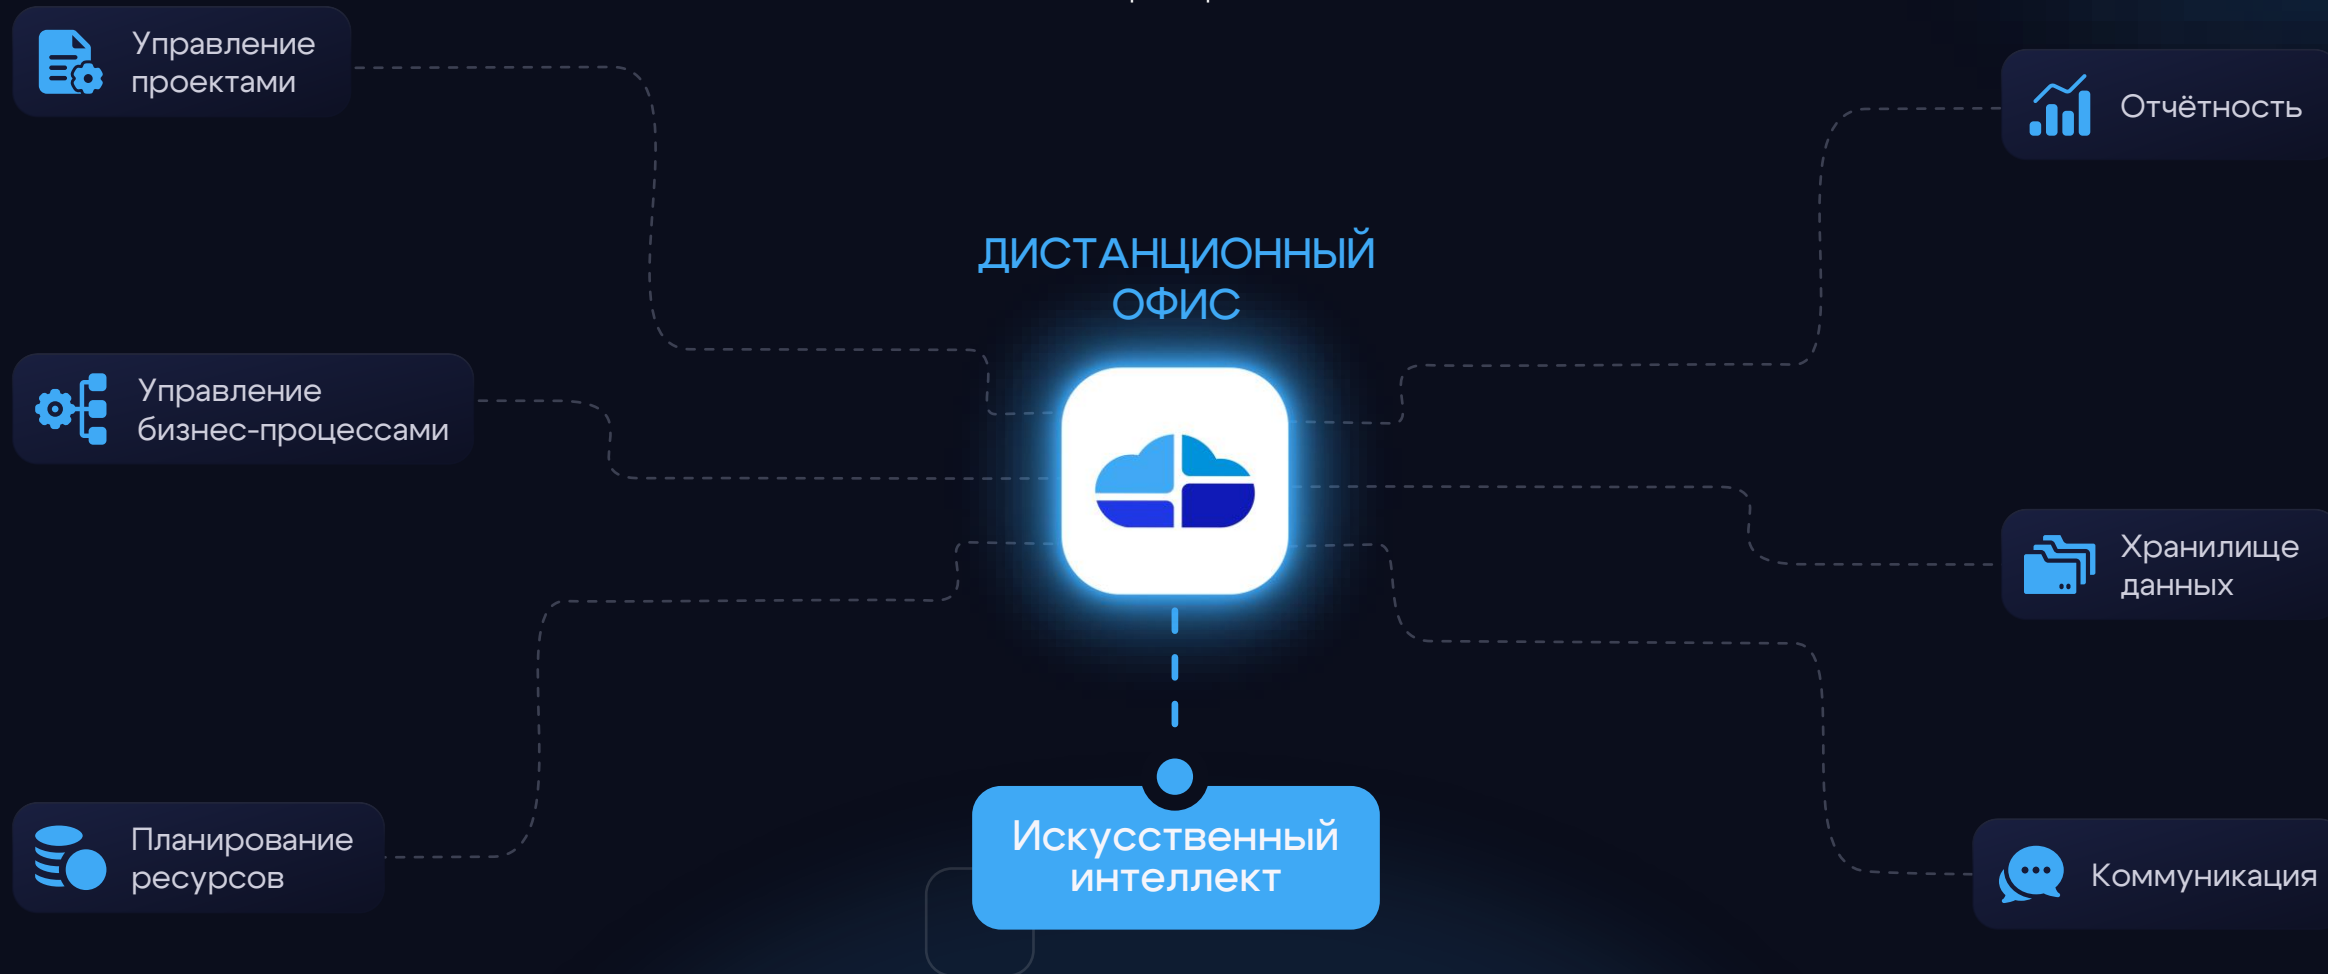 Управление
проектами
Отчётность
ДИСТАНЦИОННЫЙ
ОФИС
Управление
бизнес-процессами
Хранилище
данных
Планирование
ресурсов
Искусственный
интеллект
Коммуникация